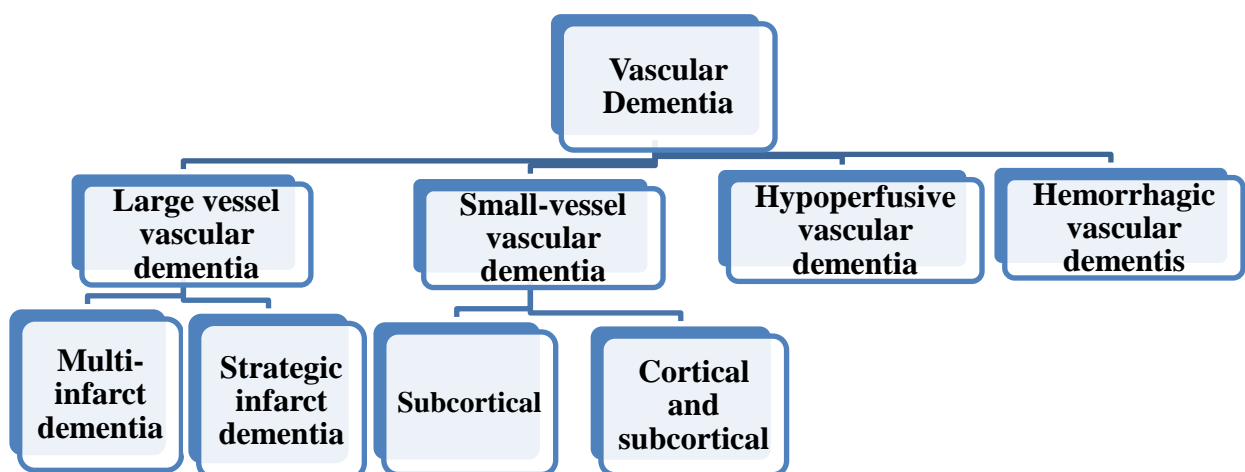 Vascular
Dementia
Large vessel
vascular
dementia
Small-vessel
vascular
dementia
Hypoperfusive
vascular
dementia
Hemorrhagic
vascular
dementis
Multi-
infarct
dementia
Strategic
infarct
dementia
Subcortical
Cortical
and
subcortical